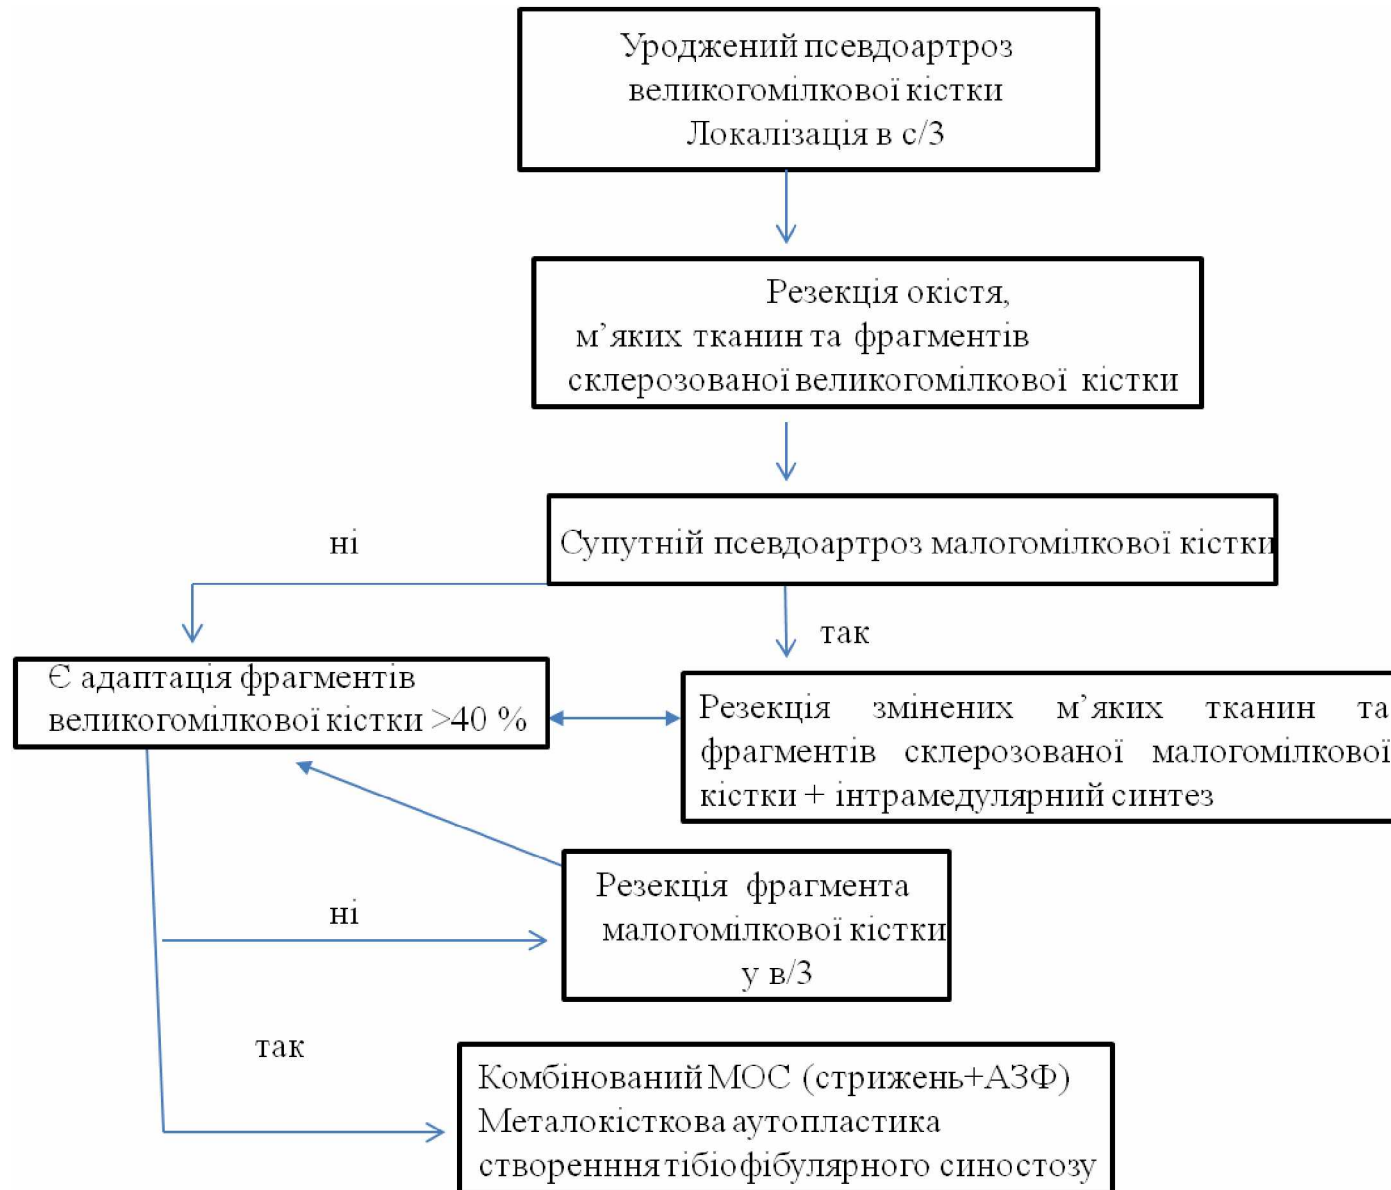 Уроджений псевдоартроз
великогомілкової кістки
Локалізація в с/3
Резекція окістя,
м’яких тканин та фрагментів
склерозованої великогомілкової кістки
ні
Супутній псевдоартроз малогомілкової кістки
так
Є адаптація фрагментів
великогомілкової кістки >40 %
Резекція змінених м’яких тканин та
фрагментів склерозованої малогомілкової
кістки + інтрамедулярний синтез
ні
Резекція фрагмента
малогомілкової кістки
у в/3
так
Комбінований МОС (стрижень+АЗФ)
Металокісткова аутопластика
створенння тібіофібулярного синостозу